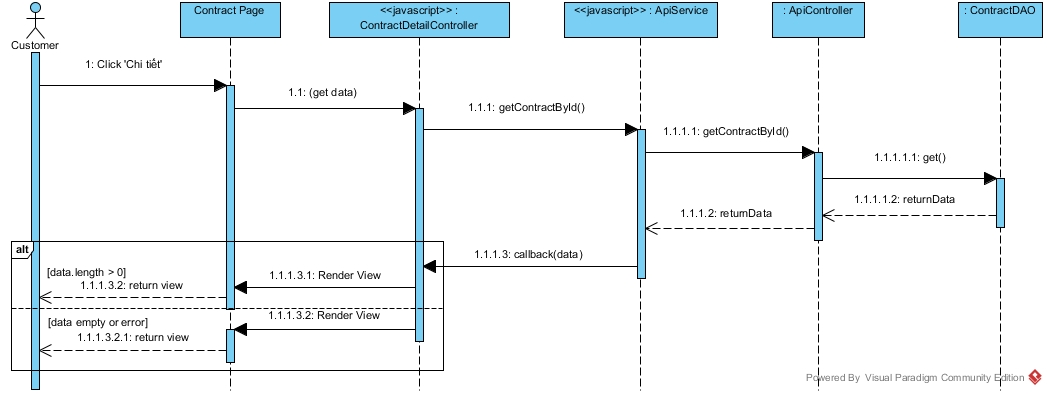 Customer
Contract Page
<<javascript>> :
ContractDetailController
<<javascript>> : ApiService
: ApiController
: ContractDAO
1: Click 'Chi tiết'
1.1: (get data)
1.1.1: getContractById()
1.1.1.1: getContractById()
1.1.1.1.1: get()
1.1.1.1.2: returnData
1.1.1.2: returnData
1.1.1.3: callback(data)
alt
[data.length > 0]
1.1.1.3.1: Render View
1.1.1.3.2: return view
[data empty or error]
1.1.1.3.2: Render View
1.1.1.3.2.1: return view
Powered By Visual Paradigm Community Edition